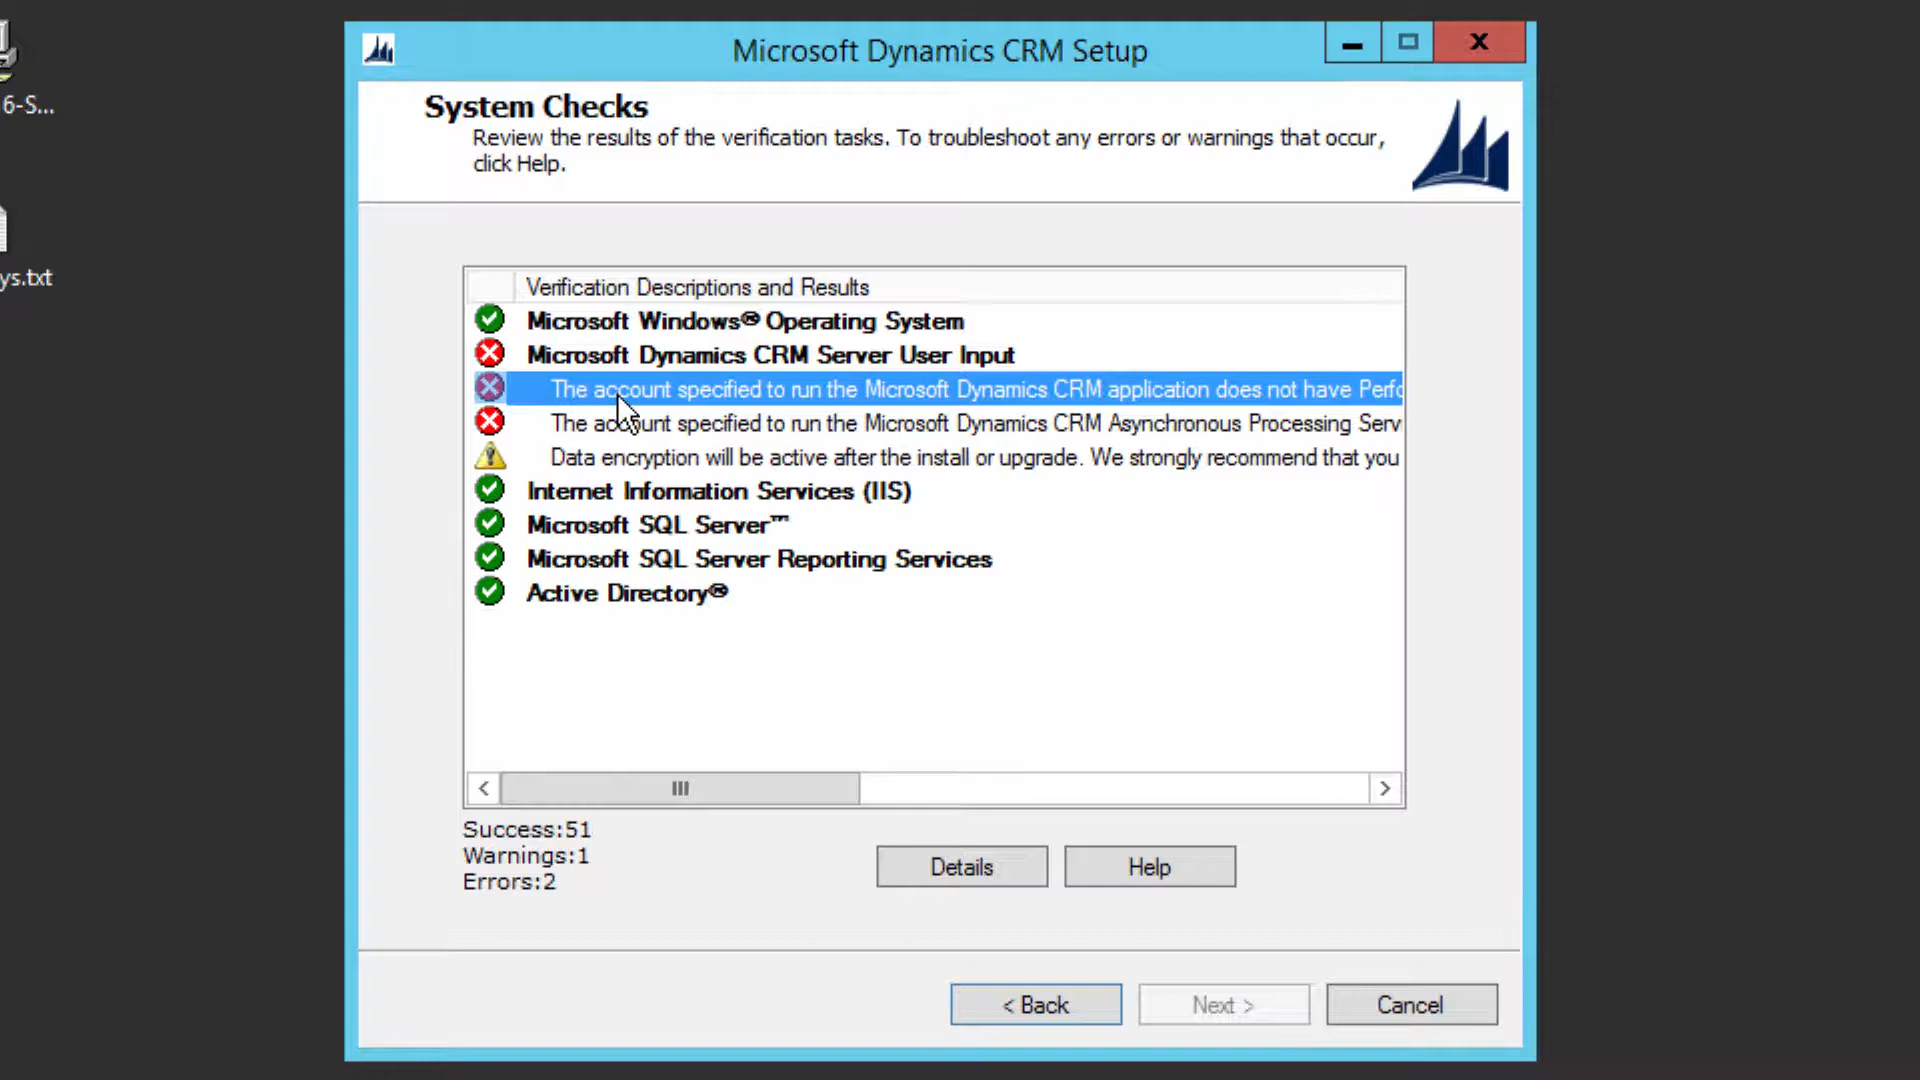 6-S...
ys.txt
Microsoft Dynamics CRM Setup
X
System Checks
Review the results of the verification tasks. To troubleshoot any errors or warnings that occur,
click Help.
Verification Descriptions and Results
Microsoft Windows® Operating System
Microsoft Dynamics CRM Server User Input
The account specified to run the Microsoft Dynamics CRM application does not have Perfo
The account specified to run the Microsoft Dynamics CRM Asynchronous Processing Serv
Data encryption will be active after the install or upgrade. We strongly recommend that you
Internet Information Services (IIS)
Microsoft SQL Server™
Microsoft SQL Server Reporting Services
Active Directory®
Success:51
Warnings:1
Errors:2
Details
Help
< Back
Next >
Cancel